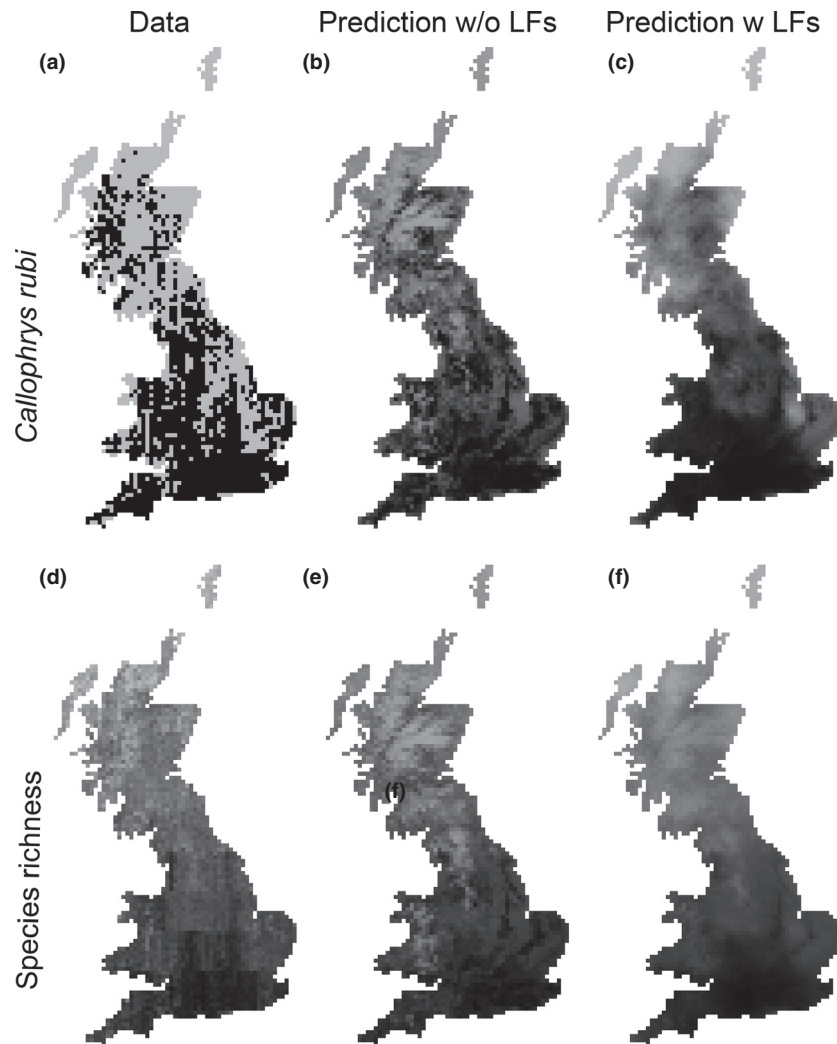 Data
Prediction w/o LFs
Prediction w LFs
(a)
(b)
(c)
Callophrys rubi
(d)
(e)
(f)
Species richness
(f)